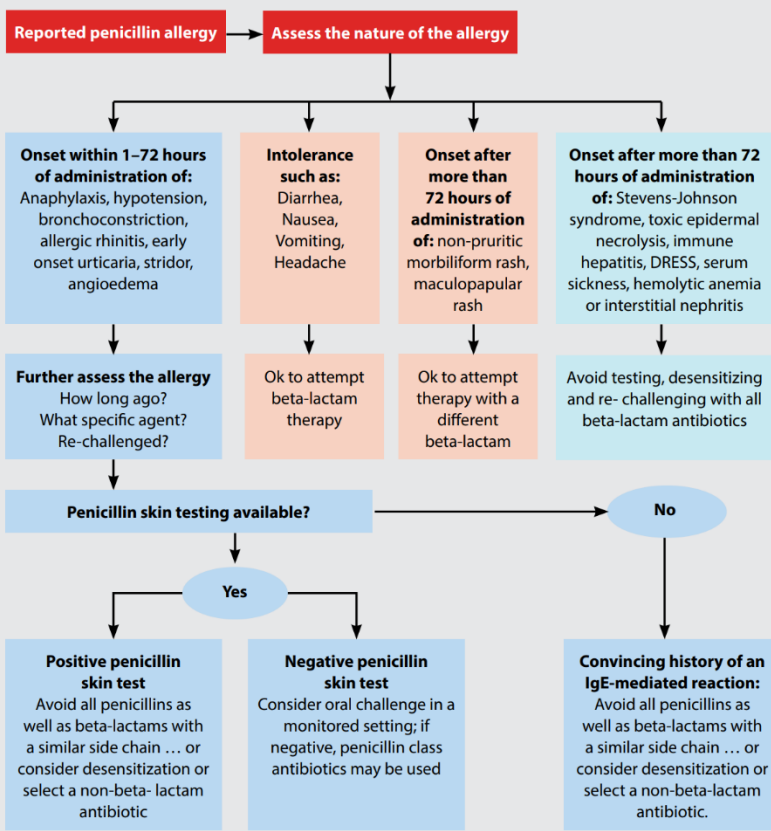 Reported penicillin allergy
Assess the nature of the allergy
Onset within 1–72 hours
of administration of:
Anaphylaxis, hypotension,
bronchoconstriction,
allergic rhinitis, early
onset urticaria, stridor,
angioedema
Intolerance
such as:
Diarrhea,
Nausea,
Vomiting,
Headache
Onset after
more than
72 hours of
administration
of: non-pruritic
morbiliform rash,
maculopapular
rash
Onset after more than 72
hours of administration
of: Stevens-Johnson
syndrome, toxic epidermal
necrolysis, immune
hepatitis, DRESS, serum
sickness, hemolytic anemia
or interstitial nephritis
Further assess the allergy
How long ago?
What specific agent?
Re-challenged?
Ok to attempt
beta-lactam
therapy
Ok to attempt
therapy with a
different
beta-lactam
Avoid testing, desensitizing
and re- challenging with all
beta-lactam antibiotics
Penicillin skin testing available?
No
Yes
Positive penicillin
skin test
Avoid all penicillins as
well as beta-lactams with
a similar side chain ... or
consider desensitization or
select a non-beta- lactam
antibiotic
Negative penicillin
skin test
Consider oral challenge in a
monitored setting; if
negative, penicillin class
antibiotics may be used
Convincing history of an
IgE-mediated reaction:
Avoid all penicillins as
well as beta-lactams with
a similar side chain ... or
consider desensitization or
select a non-beta-lactam
antibiotic.